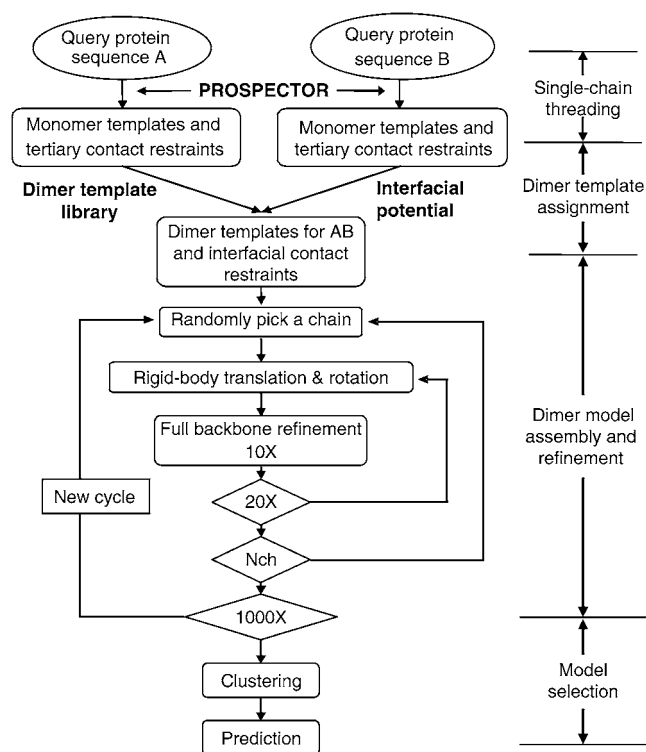 Query protein
sequence A
Query protein
sequence B
PROSPECTOR
Single-chain
threading
Monomer templates and
tertiary contact restraints
Monomer templates and
tertiary contact restraints
Dimer template
library
Interfacial
potential
Dimer template
assignment
Dimer templates for AB
and interfacial contact
restraints
Randomly pick a chain
Rigid-body translation & rotation
Full backbone refinement
10X
Dimer model
assembly and
refinement
New cycle
20X
Nch
1000X
Clustering
Model
selection
Prediction